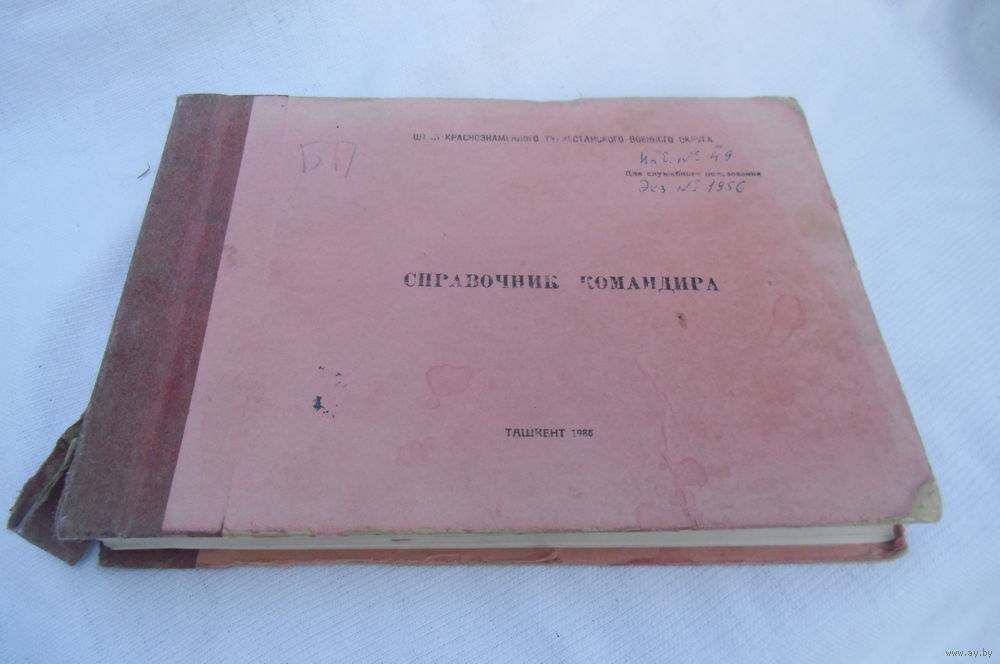 ШТАБ КРАСНОЗНАМЕННОГО ТУРКЕСТАНСКОГО ВОЕННОГО ОКРУГА
БП
Инв. № 49
Для служебного пользования
Экз. № 1956
СПРАВОЧНИК КОМАНДИРА
ТАШКЕНТ 1986
www.ay.by